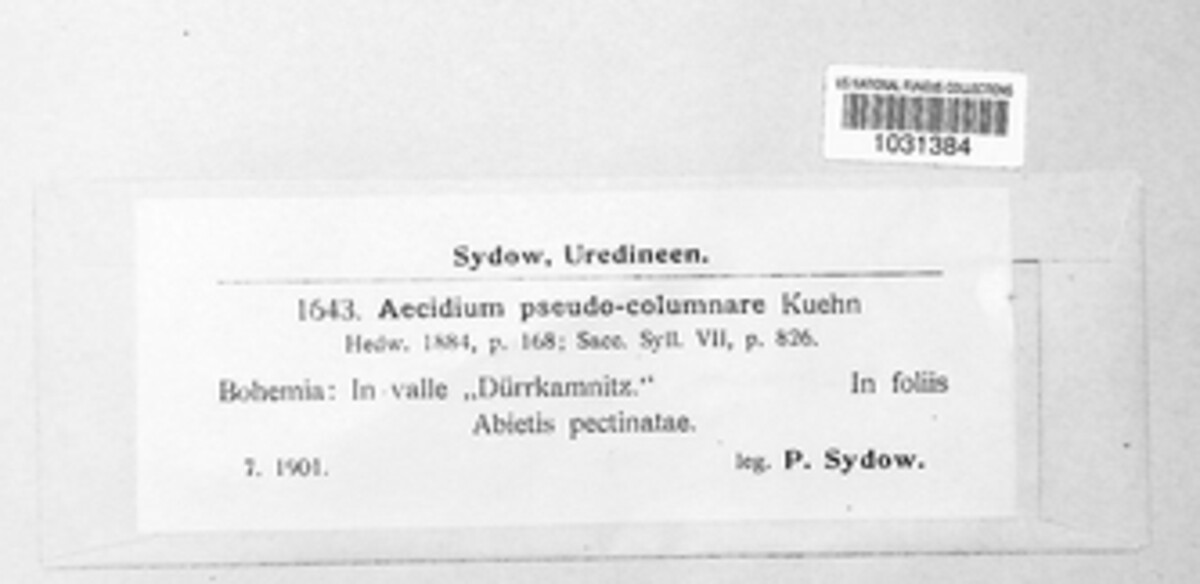 US NATIONAL FUNGUS COLLECTIONS
1031384
Sydow, Uredineen.
1643. Aecidium pseudo-columnare Kuehn
Hedw. 1884, p. 168; Sacc. Syll. VII, p. 826.
Bohemia: In valle „Dürrkamnitz.“ In foliis
Abietis pectinatae.
7. 1901. leg. P. Sydow.